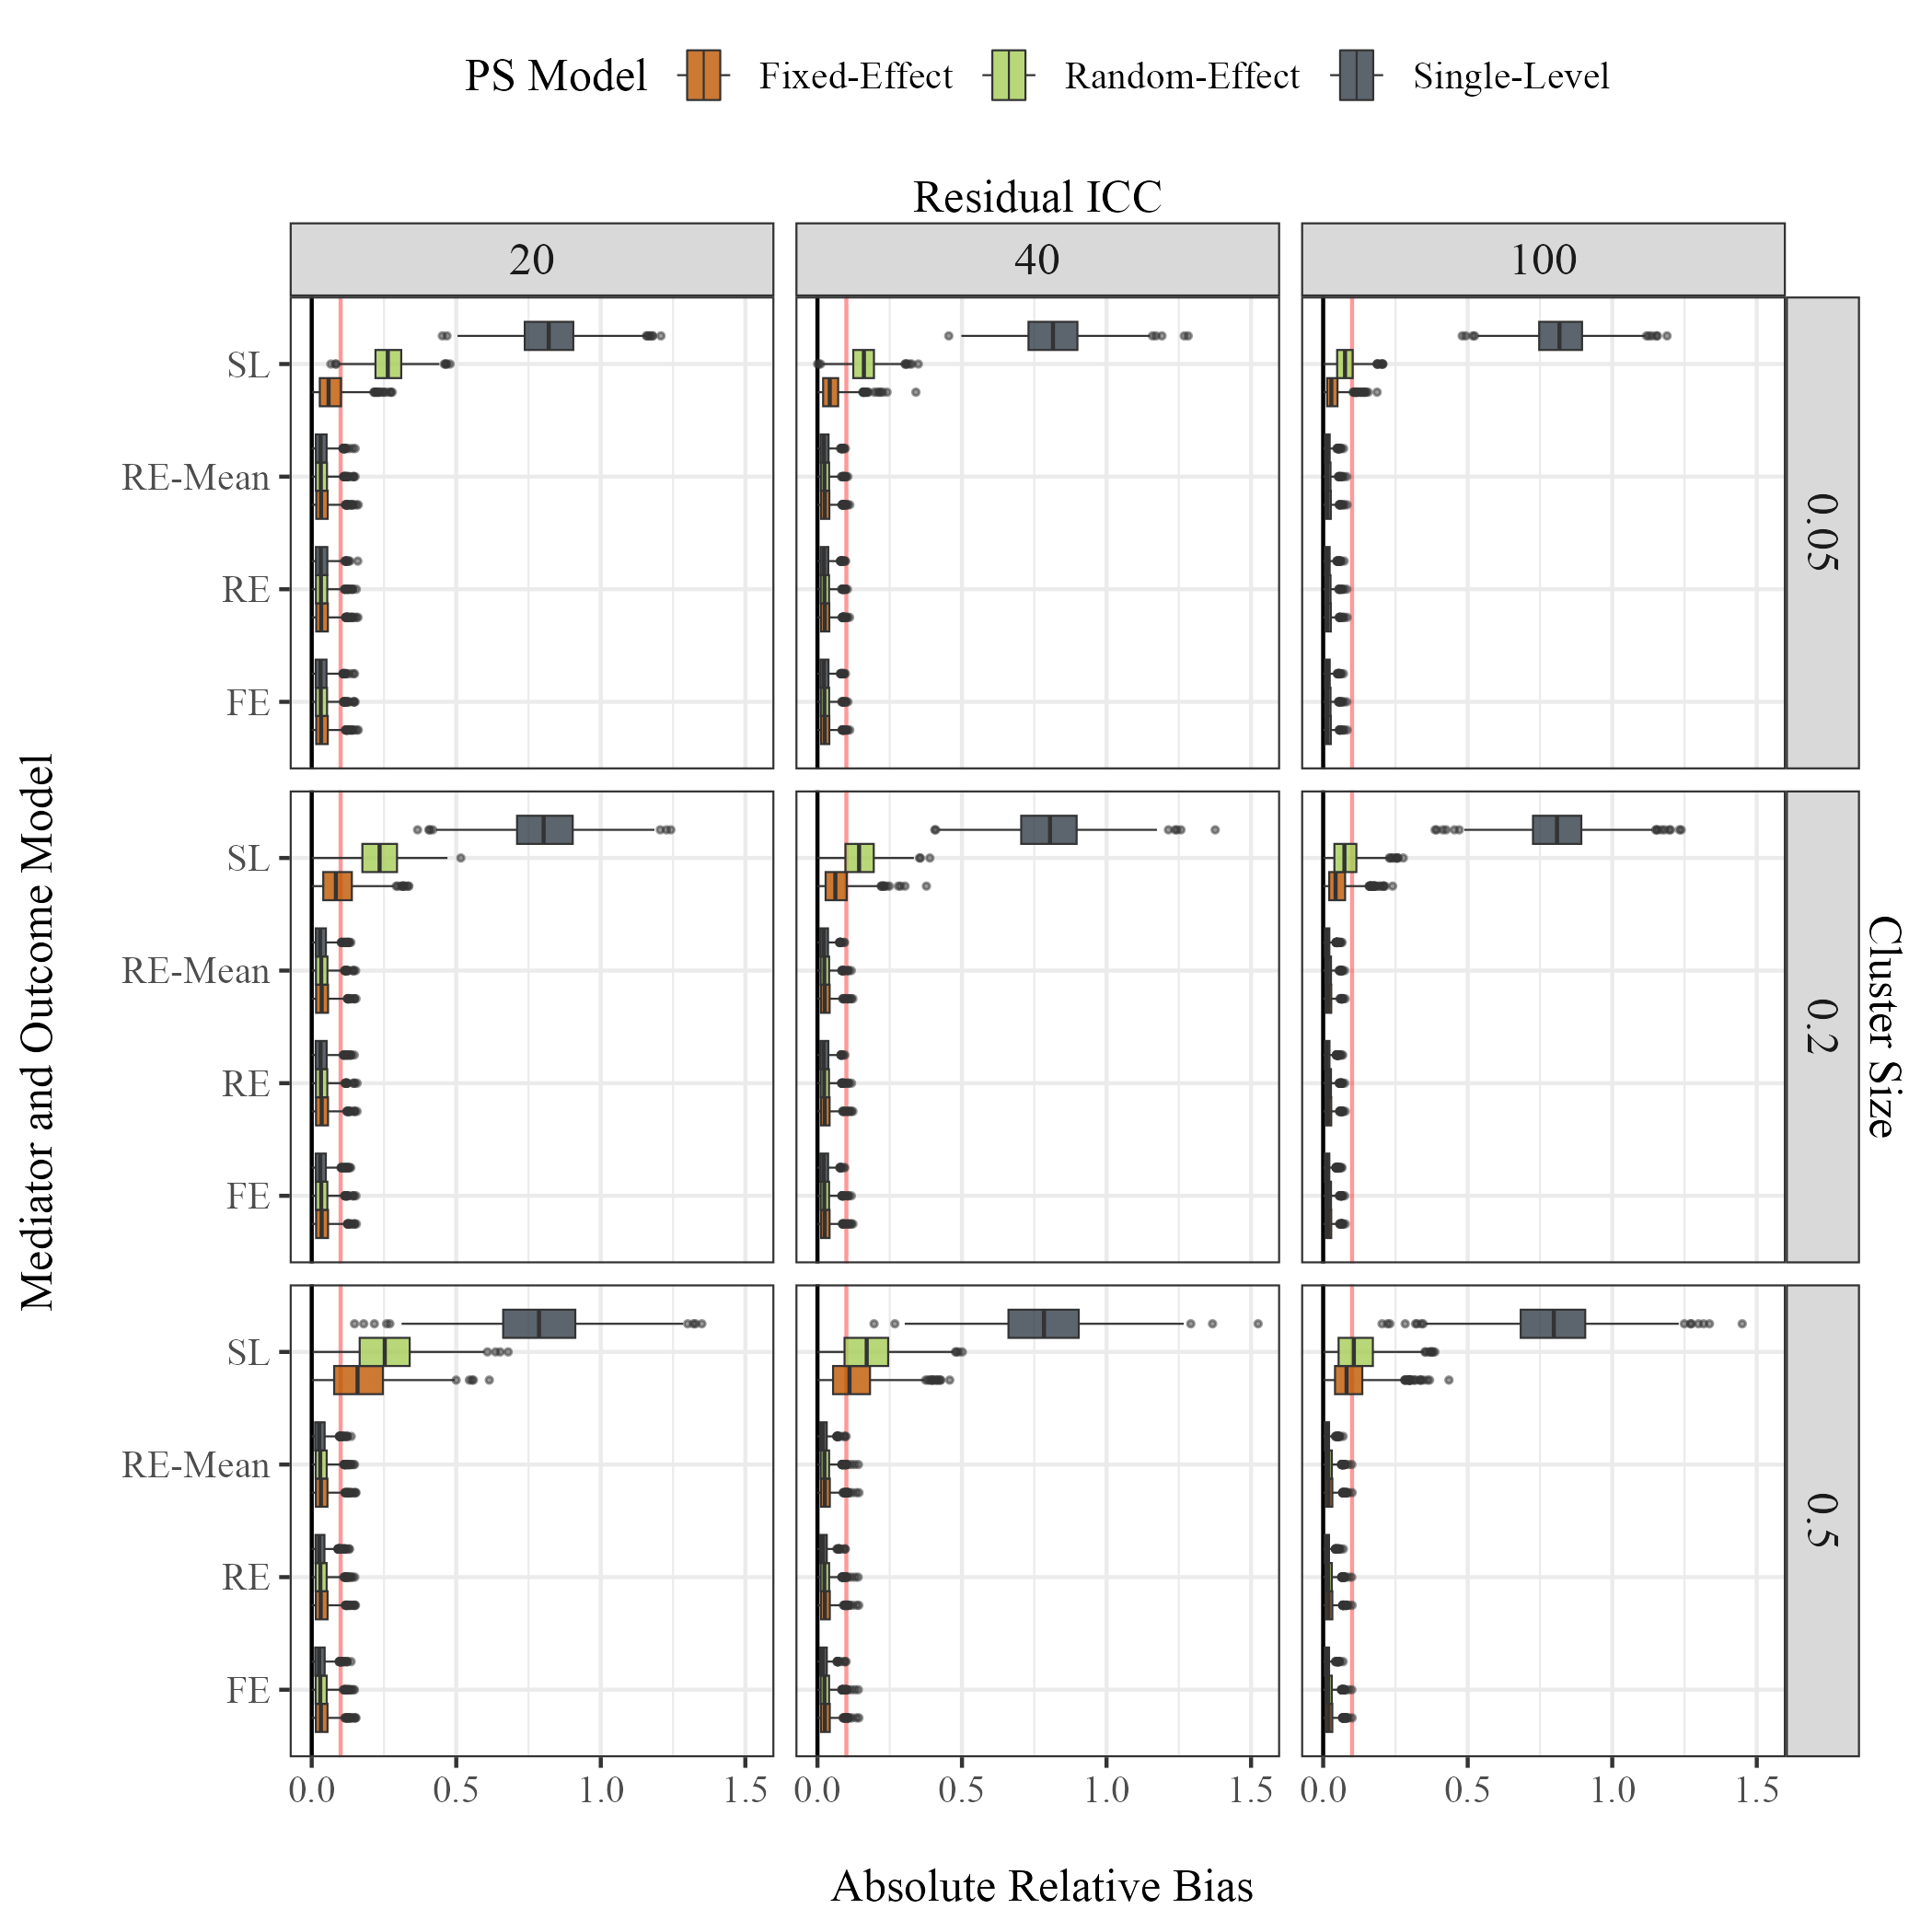 PS Model Fixed-Effect Random-Effect Single-Level
Residual ICC
20 40 100
SL
RE-Mean
RE
FE
0.05
SL
RE-Mean
RE
FE
0.2
SL
RE-Mean
RE
FE
0.5
Mediator and Outcome Model
Cluster Size
0.0 0.5 1.0 1.5 0.0 0.5 1.0 1.5 0.0 0.5 1.0 1.5
Absolute Relative Bias